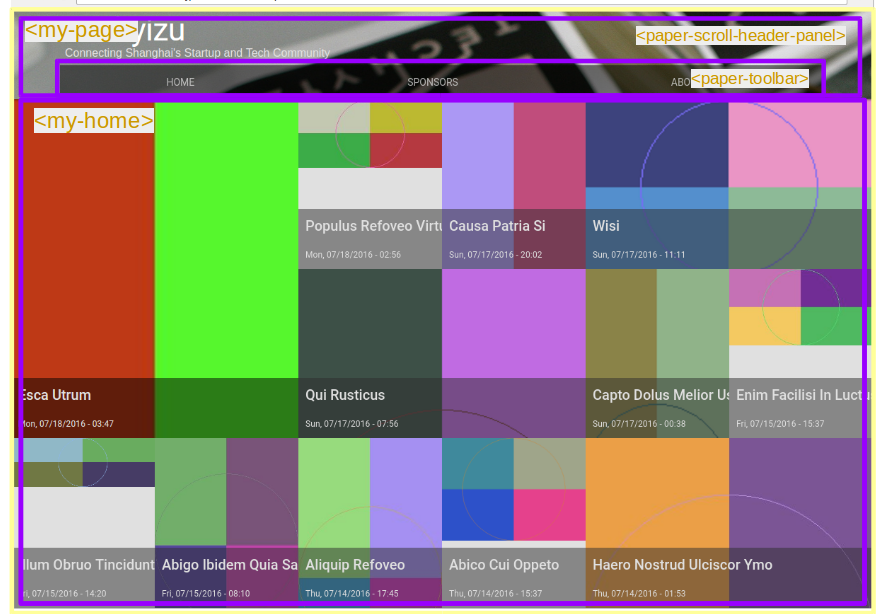 <my-page>
yizu
<paper-scroll-header-panel>
Connecting Shanghai's Startup and Tech Community
HOME
SPONSORS
ABO
<paper-toolbar>
<my-home>
Populus Refoveo Virtu
Mon, 07/18/2016 - 02:56
Causa Patria Si
Sun, 07/17/2016 - 20:02
Wisi
Sun, 07/17/2016 - 11:11
Esca Utrum
Mon, 07/18/2016 - 03:47
Qui Rusticus
Sun, 07/17/2016 - 07:56
Capto Dolus Melior Us
Sun, 07/17/2016 - 00:38
Enim Facilisi In Luctu
Fri, 07/15/2016 - 15:37
llum Obruo Tincidunt
Fri, 07/15/2016 - 14:20
Abigo Ibidem Quia Sa
Fri, 07/15/2016 - 08:10
Aliquip Refoveo
Thu, 07/14/2016 - 17:45
Abico Cui Oppeto
Thu, 07/14/2016 - 15:37
Haero Nostrud Ulciscor Ymo
Thu, 07/14/2016 - 01:53